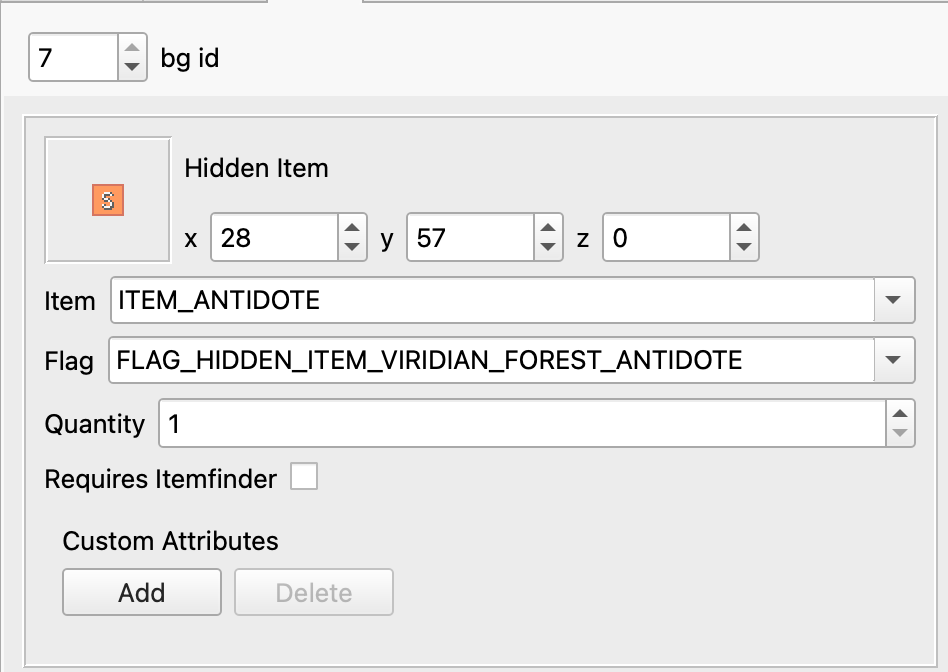 7 bg id
S
Hidden Item
x 28 y 57 z 0
Item ITEM_ANTIDOTE
Flag FLAG_HIDDEN_ITEM_VIRIDIAN_FOREST_ANTIDOTE
Quantity 1
Requires Itemfinder
Custom Attributes
Add Delete